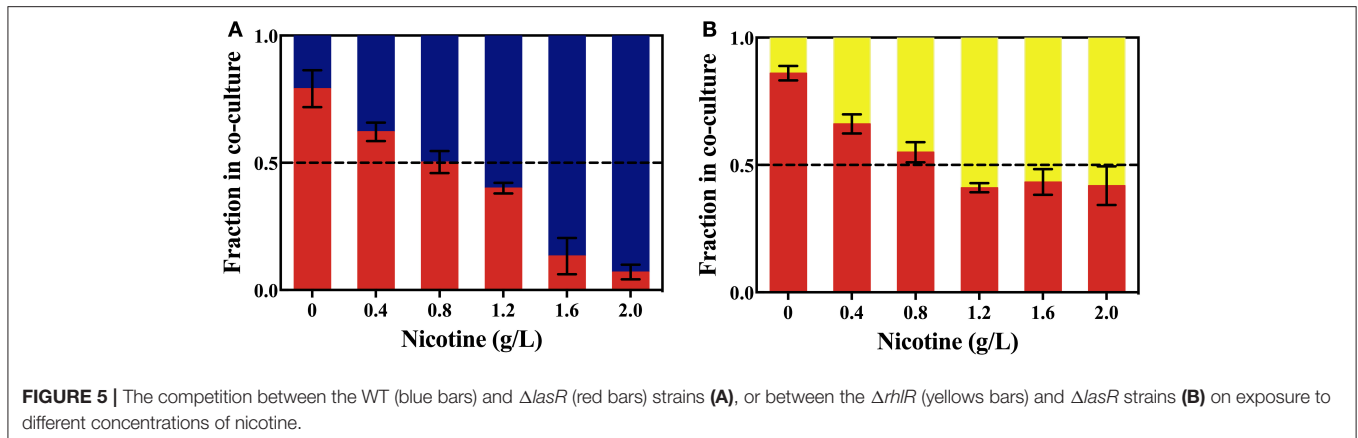 A
1.0
0.5
0.0
Fraction in co-culture
0 0.4 0.8 1.2 1.6 2.0
Nicotine (g/L)
B
1.0
0.5
0.0
Fraction in co-culture
0 0.4 0.8 1.2 1.6 2.0
Nicotine (g/L)
FIGURE 5 | The competition between the WT (blue bars) and ΔlasR (red bars) strains (A), or between the ΔrhlR (yellows bars) and ΔlasR strains (B) on exposure to
different concentrations of nicotine.